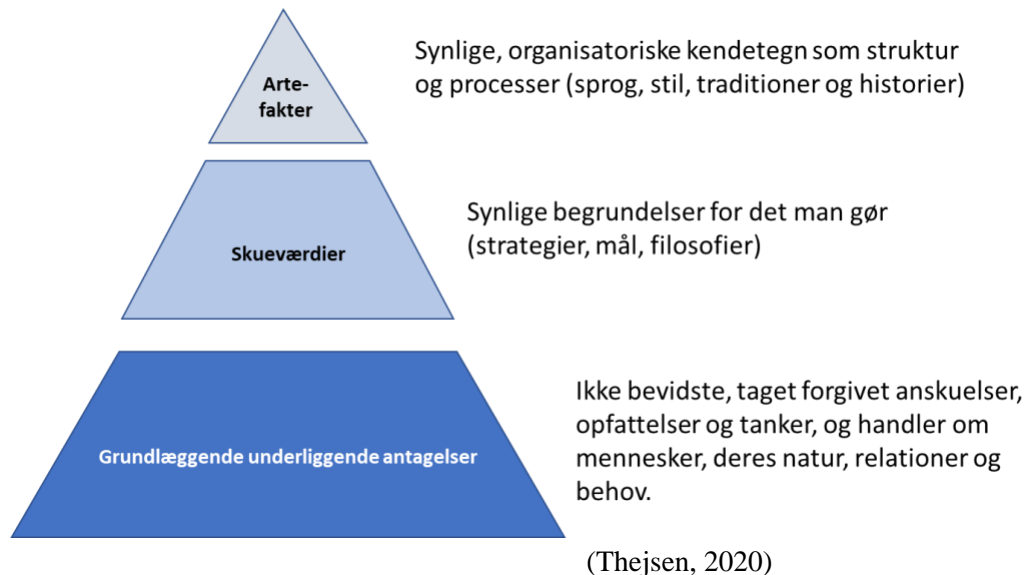 Arte-
fakter
Synlige, organisatoriske kendetegn som struktur
og processer (sprog, stil, traditioner og historier)
Skueværdier
Synlige begrundelser for det man gør
(strategier, mål, filosofier)
Grundlæggende underliggende antagelser
Ikke bevidste, taget forgivet anskuelser,
opfattelser og tanker, og handler om
mennesker, deres natur, relationer og
behov.
(Thejsen, 2020)